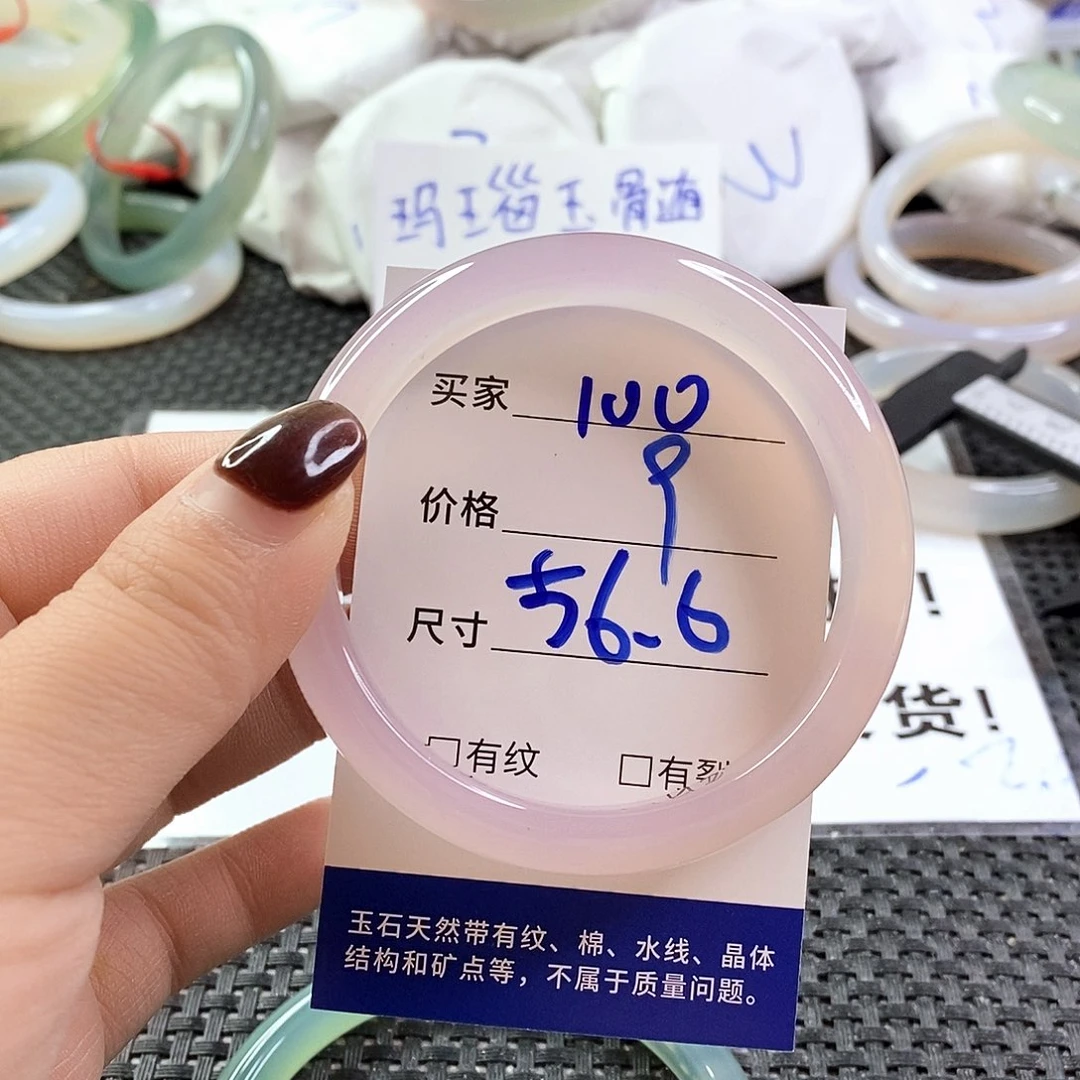 玛瑙玉骨髓
买家 100
价格 9
尺寸 56.6
□有纹 □有裂
货!
玉石天然带有纹、棉、水线、晶体
结构和矿点等，不属于质量问题。